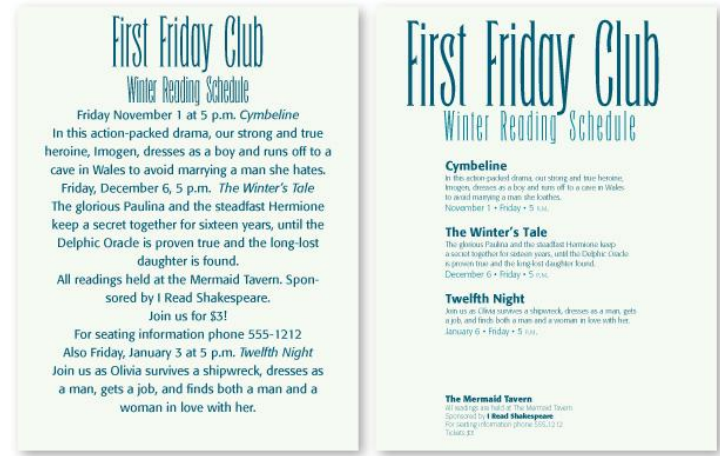 First Friday Club
Winter Reading Schedule
Friday November 1 at 5 p.m. Cymbeline
In this action-packed drama, our strong and true
heroine, Imogen, dresses as a boy and runs off to a
cave in Wales to avoid marrying a man she hates.
Friday, December 6, 5 p.m. The Winter's Tale
The glorious Paulina and the steadfast Hermione
keep a secret together for sixteen years, until the
Delphic Oracle is proven true and the long-lost
daughter is found.
All readings held at the Mermaid Tavern. Spon-
sored by I Read Shakespeare.
Join us for $3!
For seating information phone 555-1212
Also Friday, January 3 at 5 p.m. Twelfth Night
Join us as Olivia survives a shipwreck, dresses as
a man, gets a job, and finds both a man and a
woman in love with her.
First Friday Club
Winter Reading Schedule
Cymbeline
In this action-packed drama, our strong and true heroine,
Imogen, dresses as a boy and runs off to a cave in Wales
to avoid marrying a man she loathes.
November 1 • Friday • 5 P.M.
The Winter's Tale
The glorious Paulina and the steadfast Hermione keep
a secret together for sixteen years, until the Delphic Oracle
is proven true and the long-lost daughter found.
December 6 • Friday • 5 P.M.
Twelfth Night
Join us as Olivia survives a shipwreck, dresses as a man, gets
a job, and finds both a man and a woman in love with her.
January 6 • Friday • 5 P.M.
The Mermaid Tavern
All readings are held at The Mermaid Tavern
Sponsored by I Read Shakespeare
For seating information phone 555.1212
Tickets $3